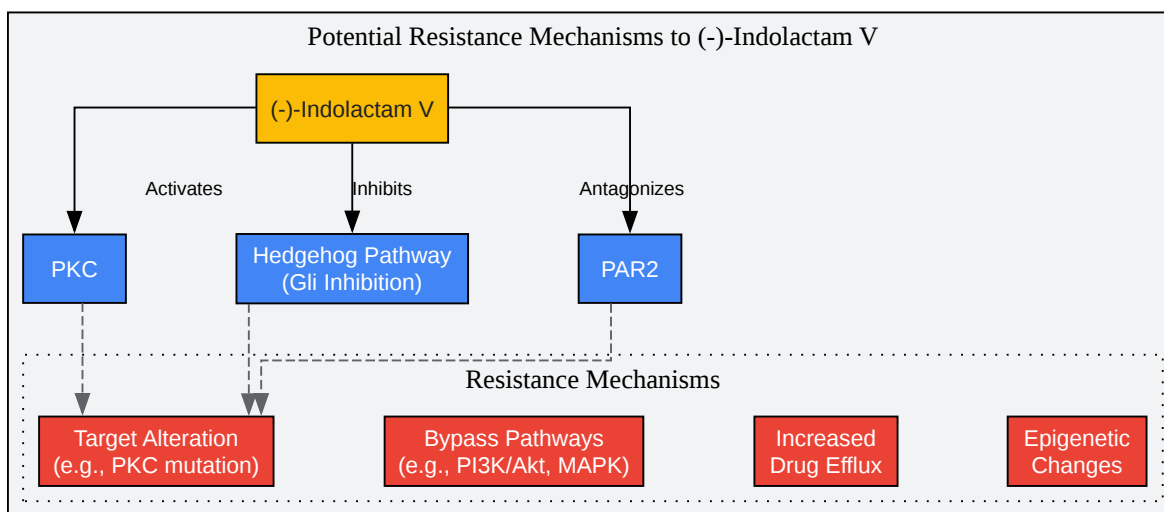 Potential Resistance Mechanisms to (-)-Indolactam V
(-)-Indolactam V
Activates
Inhibits
Antagonizes
PKC
Hedgehog Pathway
(Gli Inhibition)
PAR2
Resistance Mechanisms
Target Alteration
(e.g., PKC mutation)
Bypass Pathways
(e.g., PI3K/Akt, MAPK)
Increased
Drug Efflux
Epigenetic
Changes